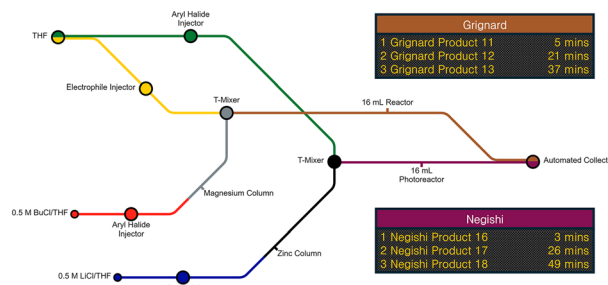 Aryl Halide
Injector
THF
Electrophile Injector
T-Mixer
16 mL Reactor
T-Mixer
16 mL
Photoreactor
Automated Collect
Magnesium Column
0.5 M BuCl/THF
Aryl Halide
Injector
Zinc Column
0.5 M LiCl/THF
Grignard
1 Grignard Product 11 5 mins
2 Grignard Product 12 21 mins
3 Grignard Product 13 37 mins
Negishi
1 Negishi Product 16 3 mins
2 Negishi Product 17 26 mins
3 Negishi Product 18 49 mins